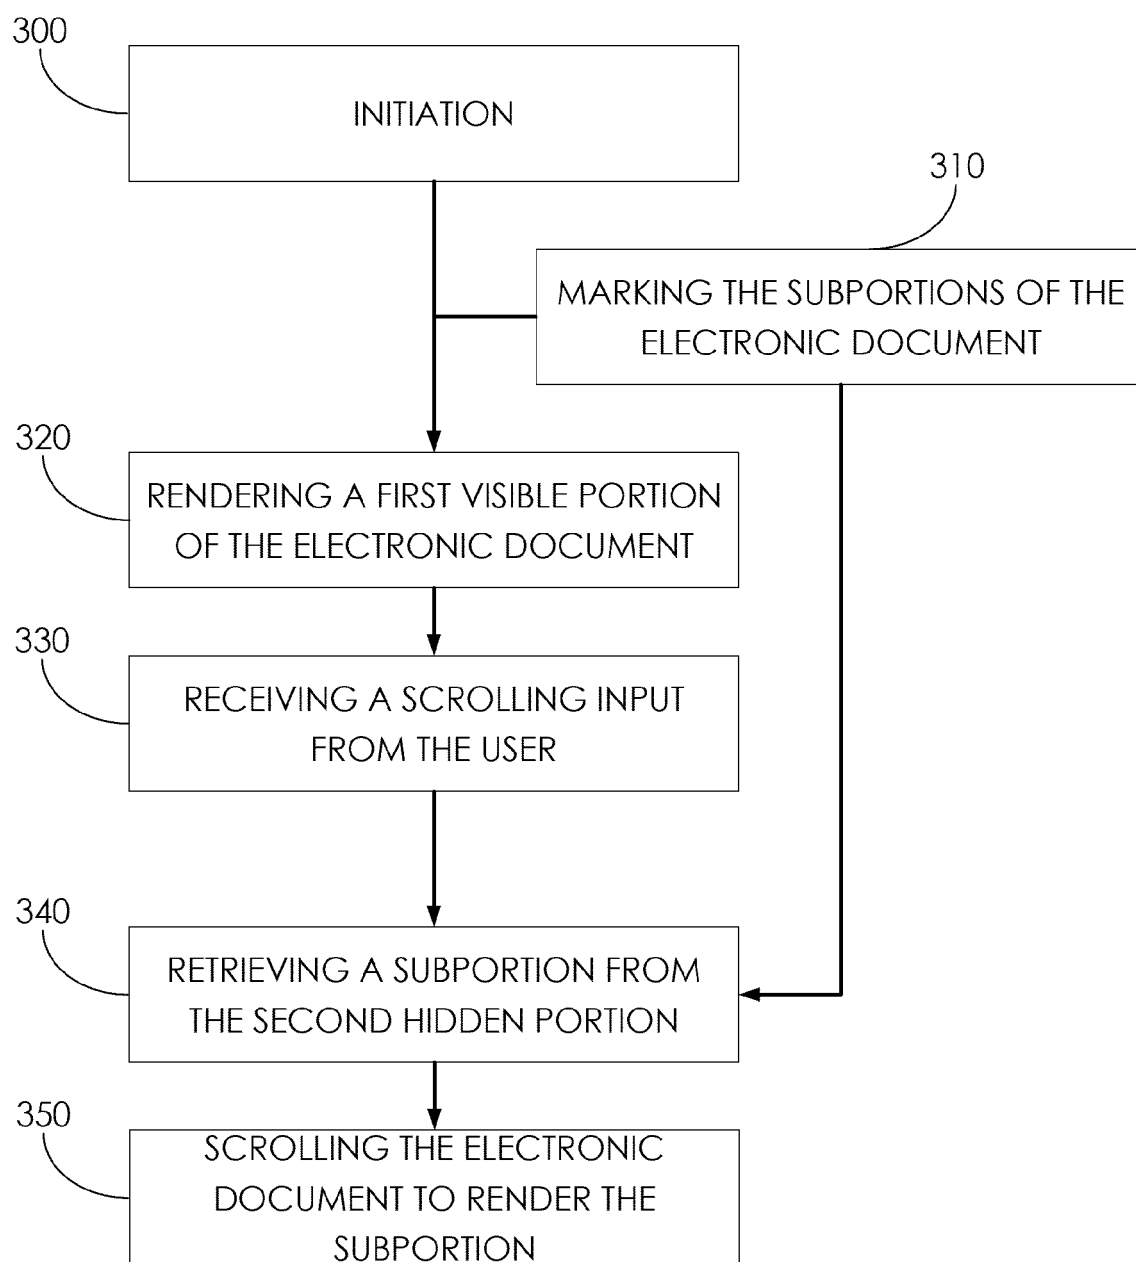 300
INITIATION
310
MARKING THE SUBPORTIONS OF THE
ELECTRONIC DOCUMENT
320
RENDERING A FIRST VISIBLE PORTION
OF THE ELECTRONIC DOCUMENT
330
RECEIVING A SCROLLING INPUT
FROM THE USER
340
RETRIEVING A SUBPORTION FROM
THE SECOND HIDDEN PORTION
350
SCROLLING THE ELECTRONIC
DOCUMENT TO RENDER THE
SUBPORTION